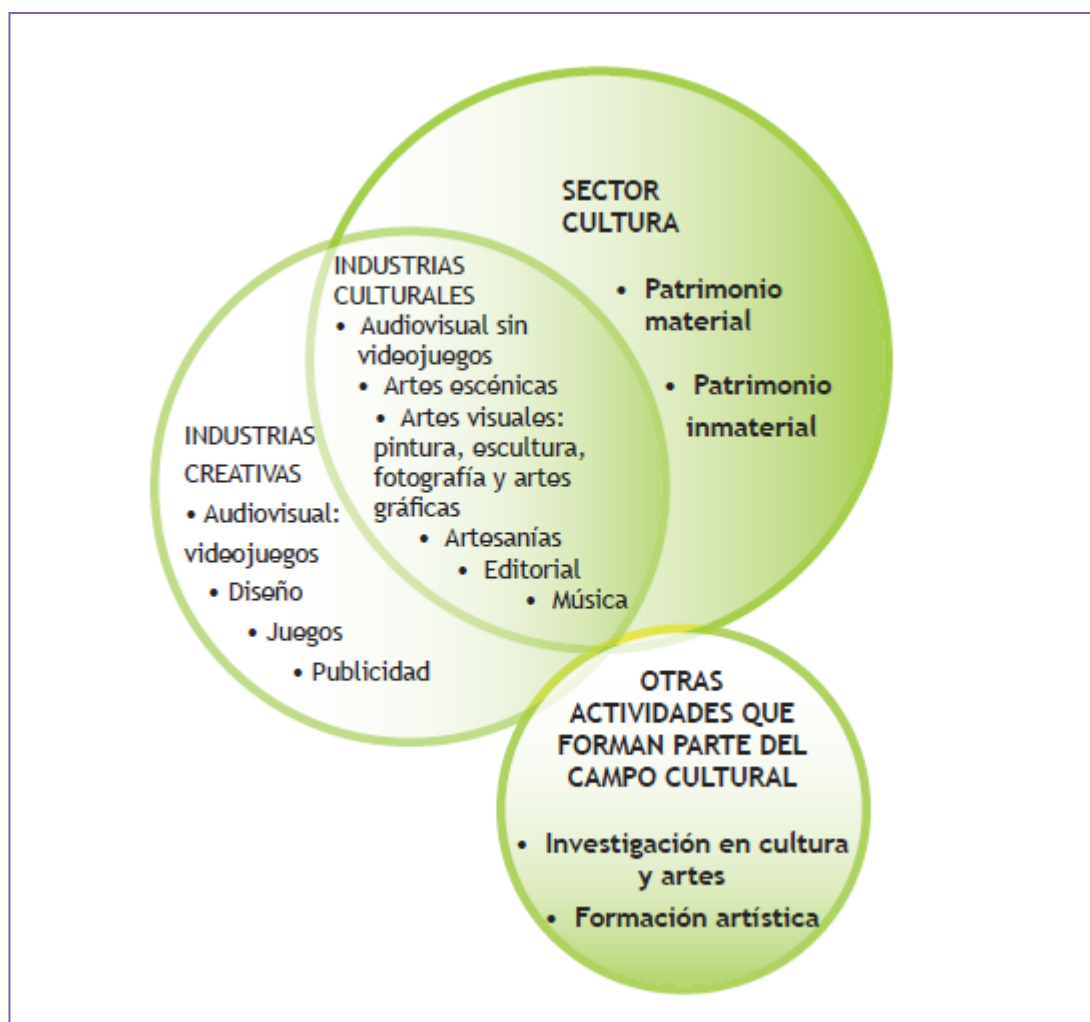 SECTOR
CULTURA
• Patrimonio
material
• Patrimonio
inmaterial
INDUSTRIAS
CULTURALES
• Audiovisual sin
videojuegos
• Artes escénicas
• Artes visuales:
pintura, escultura,
fotografía y artes
gráficas
• Artesanías
• Editorial
• Música
INDUSTRIAS
CREATIVAS
• Audiovisual:
videojuegos
• Diseño
• Juegos
• Publicidad
OTRAS
ACTIVIDADES QUE
FORMAN PARTE DEL
CAMPO CULTURAL
• Investigación en cultura
y artes
• Formación artística